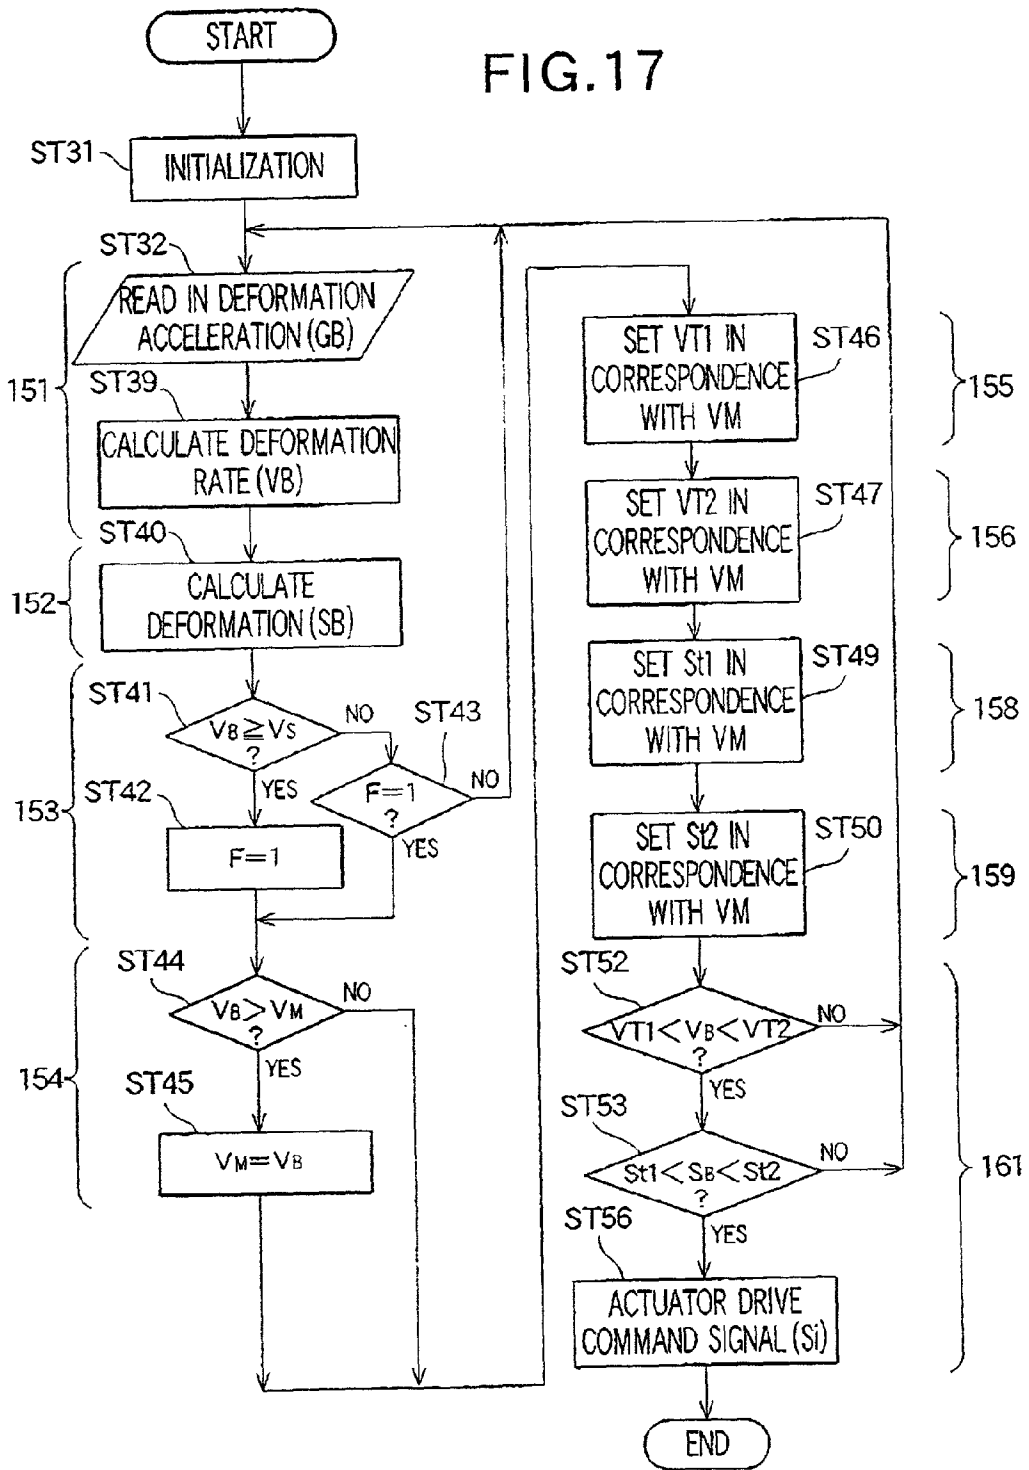 START
FIG.17
ST31
INITIALIZATION
ST32
READ IN DEFORMATION
ACCELERATION (GB)
151
ST39
CALCULATE DEFORMATION
RATE (VB)
ST40
152
CALCULATE
DEFORMATION (SB)
153
ST41
VB≧VS
?
NO
YES
ST43
F=1
?
NO
YES
ST42
F=1
154
ST44
VB>VM
?
NO
YES
ST45
VM=VB
SET VT1 IN
CORRESPONDENCE
WITH VM
ST46
155
SET VT2 IN
CORRESPONDENCE
WITH VM
ST47
156
SET St1 IN
CORRESPONDENCE
WITH VM
ST49
158
SET St2 IN
CORRESPONDENCE
WITH VM
ST50
159
ST52
VT1<VB<VT2
?
NO
YES
ST53
St1<SB<St2
?
NO
YES
161
ST56
ACTUATOR DRIVE
COMMAND SIGNAL (Si)
END